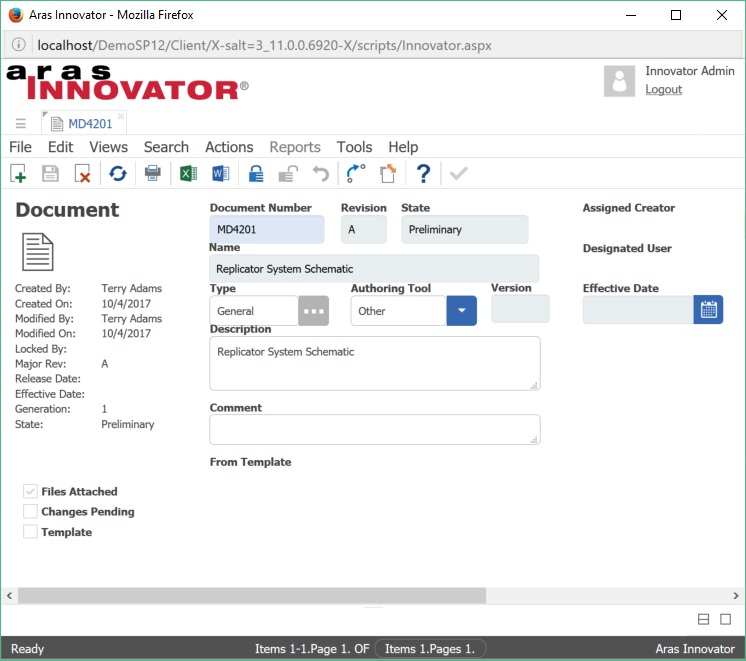 Aras Innovator - Mozilla Firefox
localhost/DemoSP12/Client/X-salt=3_11.0.0.6920-X/scripts/Innovator.aspx
aras
INNOVATOR®
Innovator Admin
Logout
MD4201
File Edit Views Search Actions Reports Tools Help
Document
Document Number Revision State Assigned Creator
MD4201 A Preliminary
Name Designated User
Replicator System Schematic
Type Authoring Tool Version Effective Date
General Other
Description
Replicator System Schematic
Comment
From Template
Created By: Terry Adams
Created On: 10/4/2017
Modified By: Terry Adams
Modified On: 10/4/2017
Locked By:
Major Rev: A
Release Date:
Effective Date:
Generation: 1
State: Preliminary
Files Attached
Changes Pending
Template
Ready Items 1-1.Page 1. OF Items 1.Pages 1. Aras Innovator